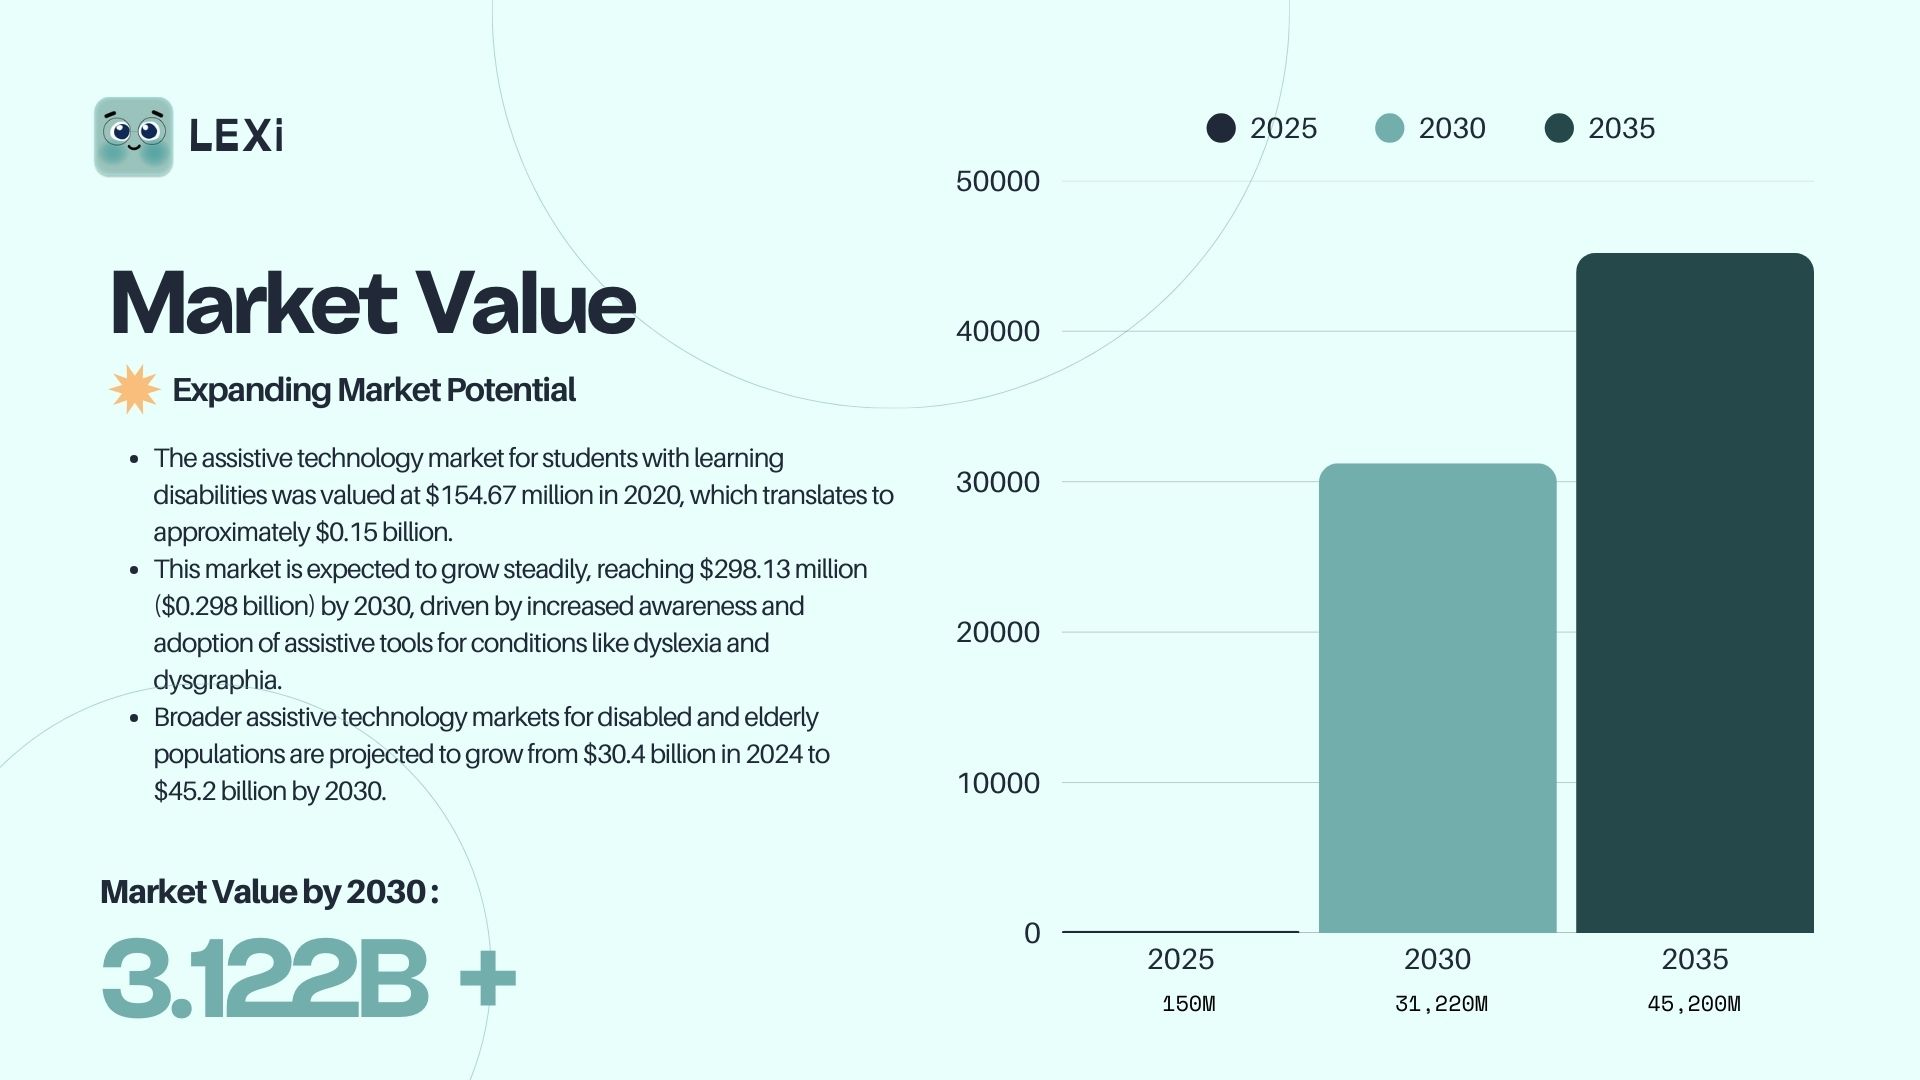 LEXi
Market Value
Expanding Market Potential
• The assistive technology market for students with learning
disabilities was valued at $154.67 million in 2020, which translates to
approximately $0.15 billion.
• This market is expected to grow steadily, reaching $298.13 million
($0.298 billion) by 2030, driven by increased awareness and
adoption of assistive tools for conditions like dyslexia and
dysgraphia.
• Broader assistive technology markets for disabled and elderly
populations are projected to grow from $30.4 billion in 2024 to
$45.2 billion by 2030.
Market Value by 2030 :
3.122B +
2025 2030 2035
50000
40000
30000
20000
10000
0
2025 2030 2035
150M 31,220M 45,200M